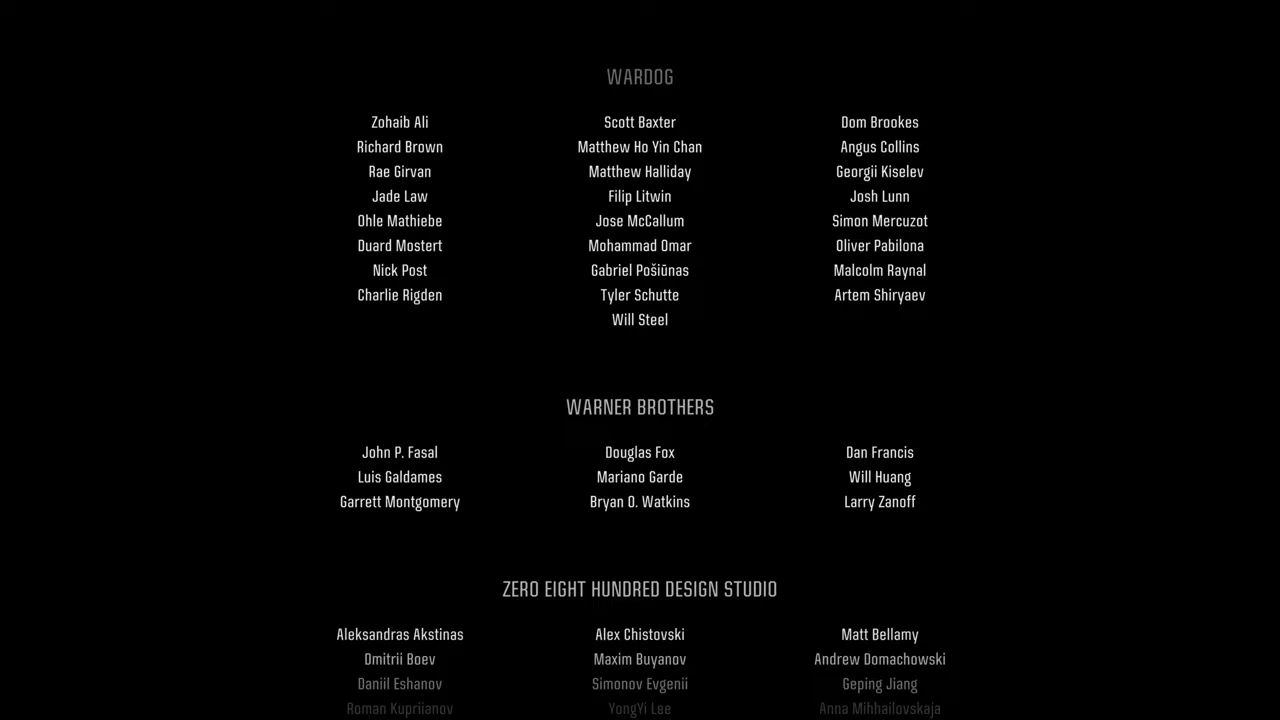 WARDOG
Zohaib Ali Scott Baxter Dom Brookes
Richard Brown Matthew Ho Yin Chan Angus Collins
Rae Girvan Matthew Halliday Georgii Kiselev
Jade Law Filip Litwin Josh Lunn
Ohle Mathiebe Jose McCallum Simon Mercuzot
Duard Mostert Mohammad Omar Oliver Pabilona
Nick Post Gabriel Pošiūnas Malcolm Raynal
Charlie Rigden Tyler Schutte Artem Shiryaev
Will Steel
WARNER BROTHERS
John P. Fasal Douglas Fox Dan Francis
Luis Galdames Mariano Garde Will Huang
Garrett Montgomery Bryan O. Watkins Larry Zanoff
ZERO EIGHT HUNDRED DESIGN STUDIO
Aleksandras Akstinas Alex Chistovski Matt Bellamy
Dmitrii Boev Maxim Buyanov Andrew Domachowski
Daniil Eshanov Simonov Evgenii Geping Jiang
Roman Kupriianov YongYi Lee Anna Mihhailovskaja